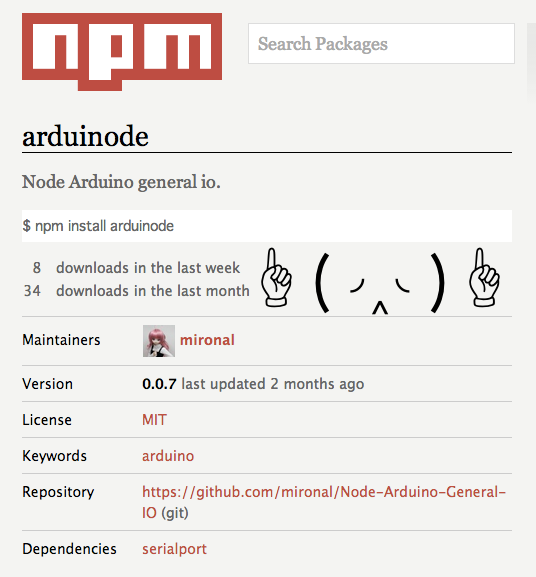 npm
Search Packages
arduinode
Node Arduino general io.
$ npm install arduinode
8 downloads in the last week
34 downloads in the last month
☝( ◞‸◟ )☝
Maintainers mironal
Version 0.0.7 last updated 2 months ago
License MIT
Keywords arduino
Repository https://github.com/mironal/Node-Arduino-General-
IO (git)
Dependencies serialport